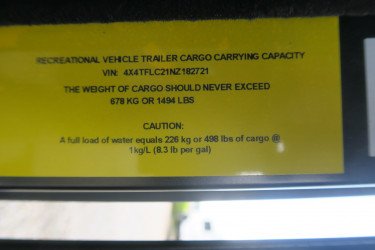 RECREATIONAL VEHICLE TRAILER CARGO CARRYING CAPACITY
VIN: 4X4TFLC21NZ182721
THE WEIGHT OF CARGO SHOULD NEVER EXCEED
678 KG OR 1494 LBS
CAUTION:
A full load of water equals 226 kg or 498 lbs of cargo @
1kg/L (8.3 lb per gal)